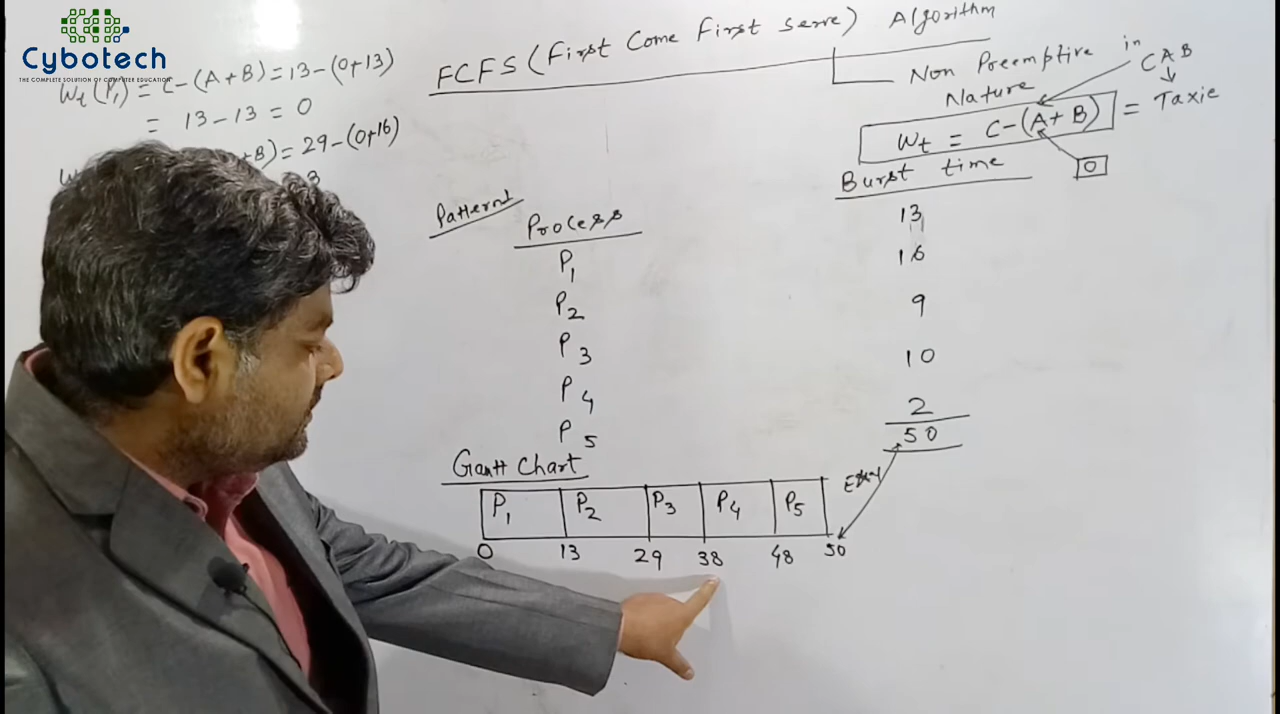 Cybotech
THE COMPLETE SOLUTION OF COMPUTER EDUCATION
FCFS (First Come First Serve) Algorithm
Non Preemptive
Nature
in CAB
Wt = C-(A+B) = Taxie
0
Wt (P1) = C-(A+B) = 13-(0+13)
= 13-13 = 0
+B) = 29-(0+16)
3
Pattern1
Process Burst time
P1 13
P2 16
P3 9
P4 10
P5 2
50
Gantt Chart
P1 P2 P3 P4 P5
0 13 29 38 48 50